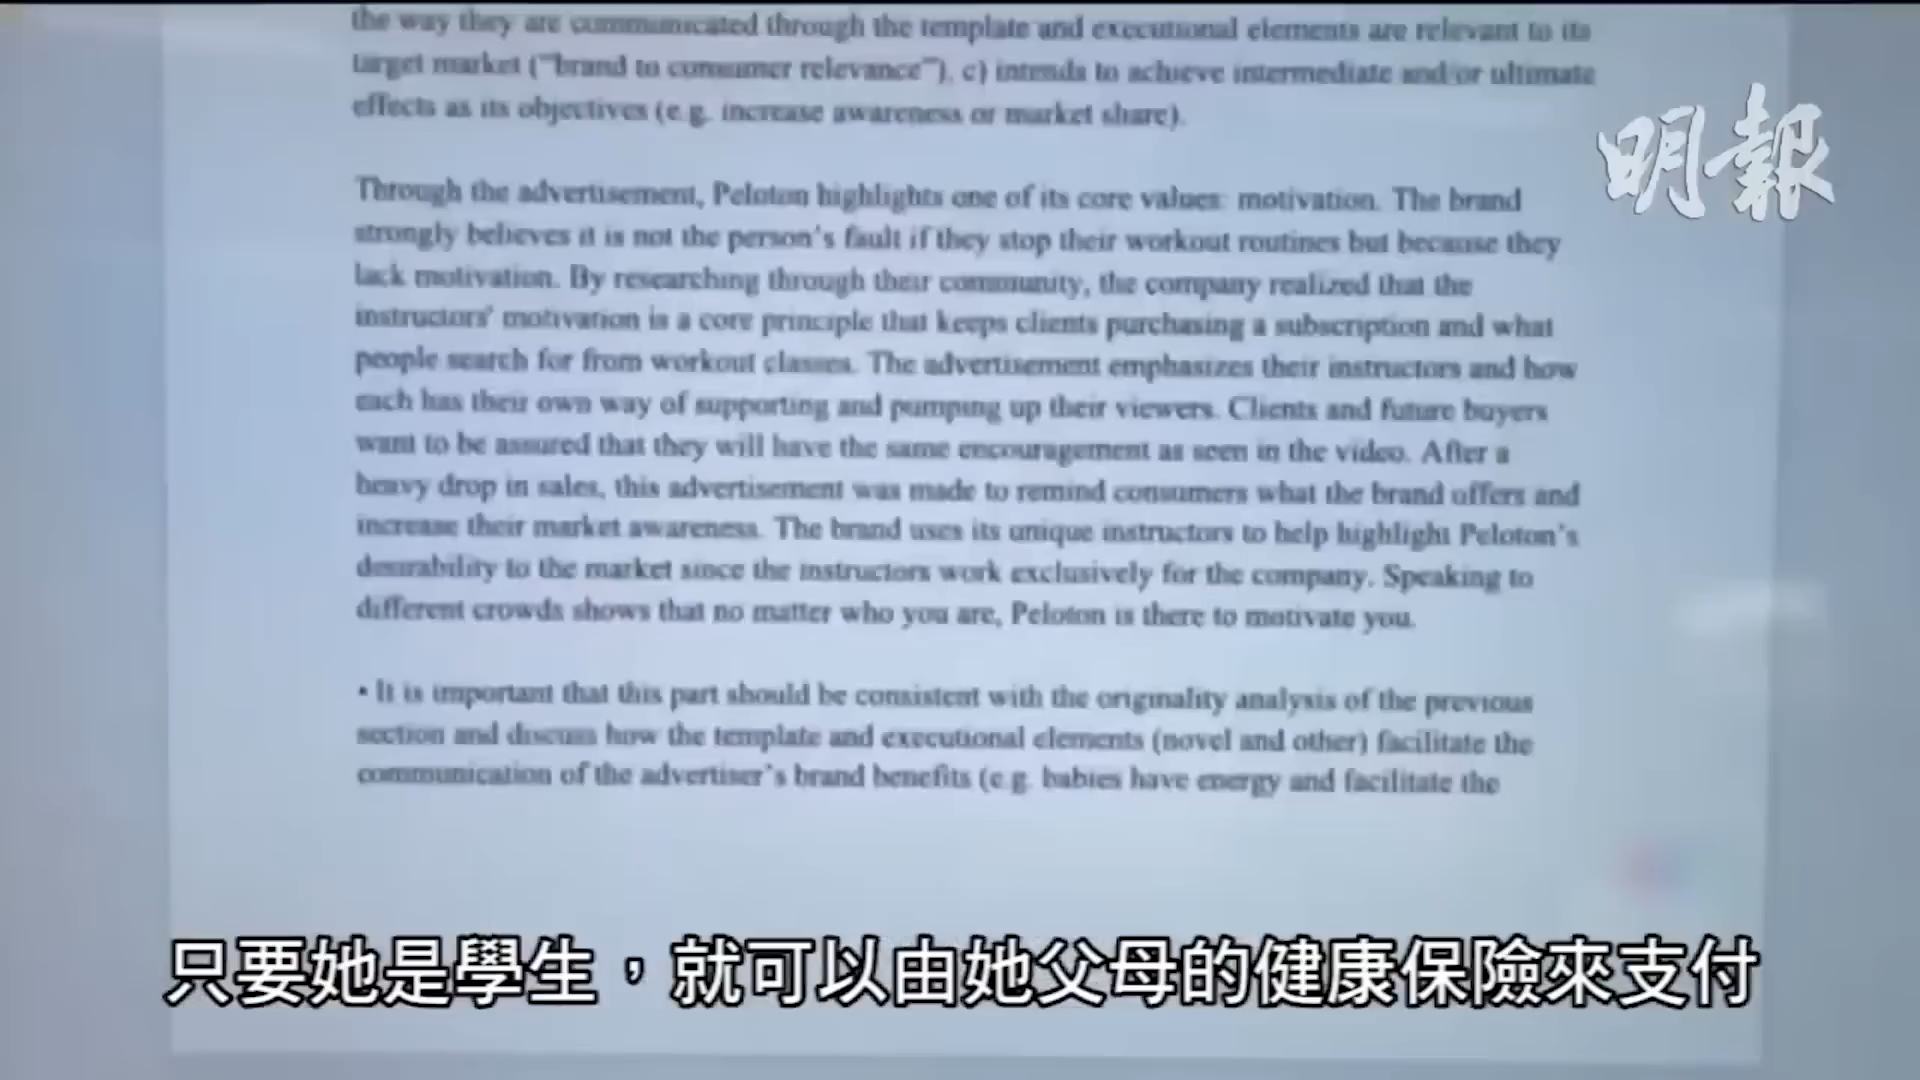 the way they are communicated through the template and executional elements are relevant to its
target market ("brand to consumer relevance"), c) intends to achieve intermediate and/or ultimate
effects as its objectives (e.g. increase awareness or market share).
明報
Through the advertisement, Peloton highlights one of its core values: motivation. The brand
strongly believes it is not the person's fault if they stop their workout routines but because they
lack motivation. By researching through their community, the company realized that the
instructors' motivation is a core principle that keeps clients purchasing a subscription and what
people search for from workout classes. The advertisement emphasizes their instructors and how
each has their own way of supporting and pumping up their viewers. Clients and future buyers
want to be assured that they will have the same encouragement as seen in the video. After a
heavy drop in sales, this advertisement was made to remind consumers what the brand offers and
increase their market awareness. The brand uses its unique instructors to help highlight Peloton's
desirability to the market since the instructors work exclusively for the company. Speaking to
different crowds shows that no matter who you are, Peloton is there to motivate you.
• It is important that this part should be consistent with the originality analysis of the previous
section and discuss how the template and executional elements (novel and other) facilitate the
communication of the advertiser's brand benefits (e.g. babies have energy and facilitate the
只要她是學生，就可以由她父母的健康保險來支付